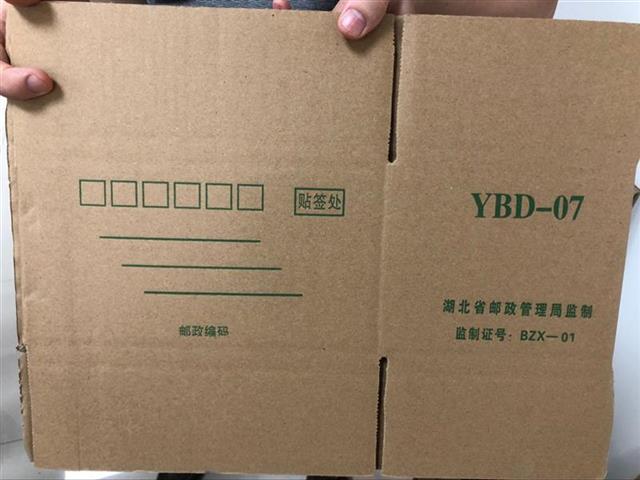 贴签处
邮政编码
YBD-07
湖北省邮政管理局监制
监制证号：BZX—01